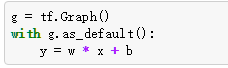 g = tf.Graph()
with g.as_default():
    y = w * x + b